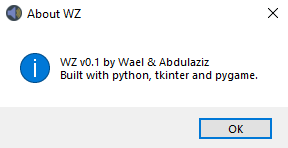 About WZ
WZ v0.1 by Wael & Abdulaziz
Built with python, tkinter and pygame.
OK